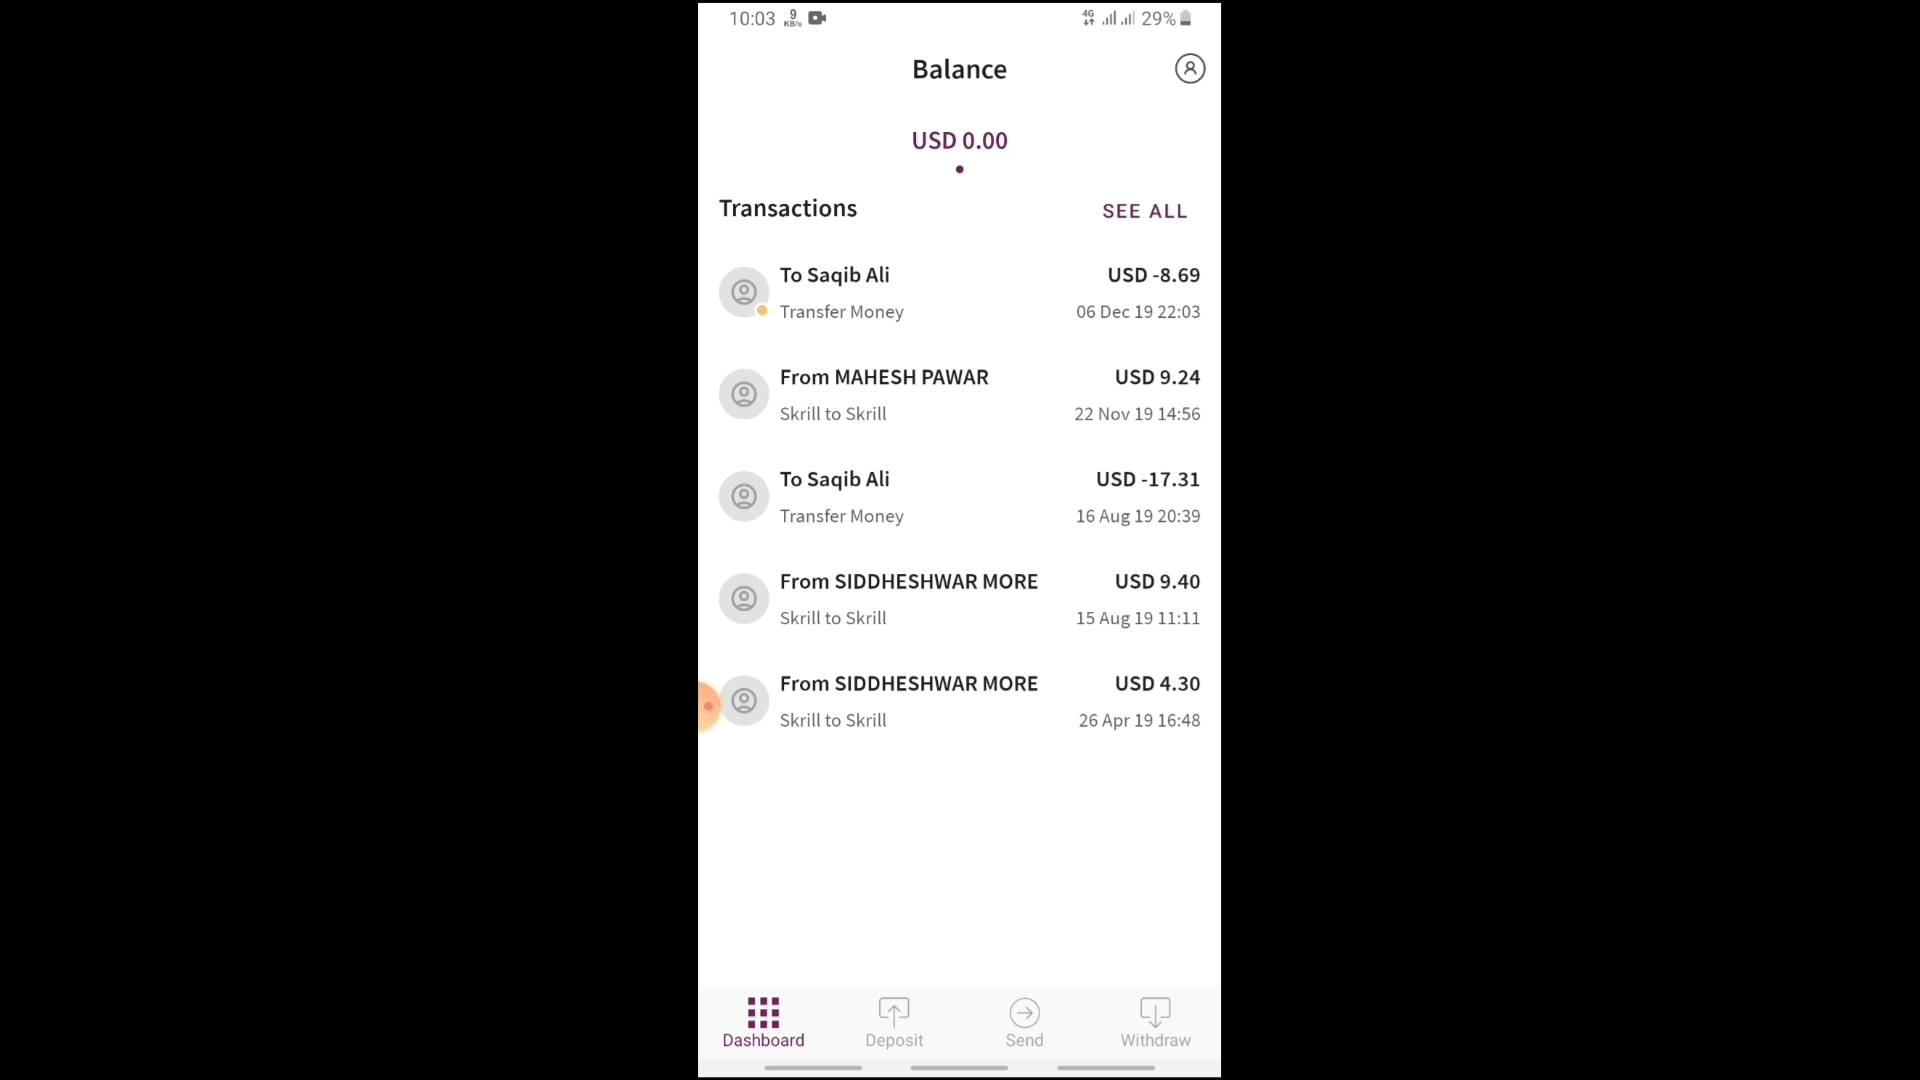 10:03 9 KB/s 4G 29%
Balance
USD 0.00
Transactions SEE ALL
To Saqib Ali USD -8.69
Transfer Money 06 Dec 19 22:03
From MAHESH PAWAR USD 9.24
Skrill to Skrill 22 Nov 19 14:56
To Saqib Ali USD -17.31
Transfer Money 16 Aug 19 20:39
From SIDDHESHWAR MORE USD 9.40
Skrill to Skrill 15 Aug 19 11:11
From SIDDHESHWAR MORE USD 4.30
Skrill to Skrill 26 Apr 19 16:48
Dashboard Deposit Send Withdraw